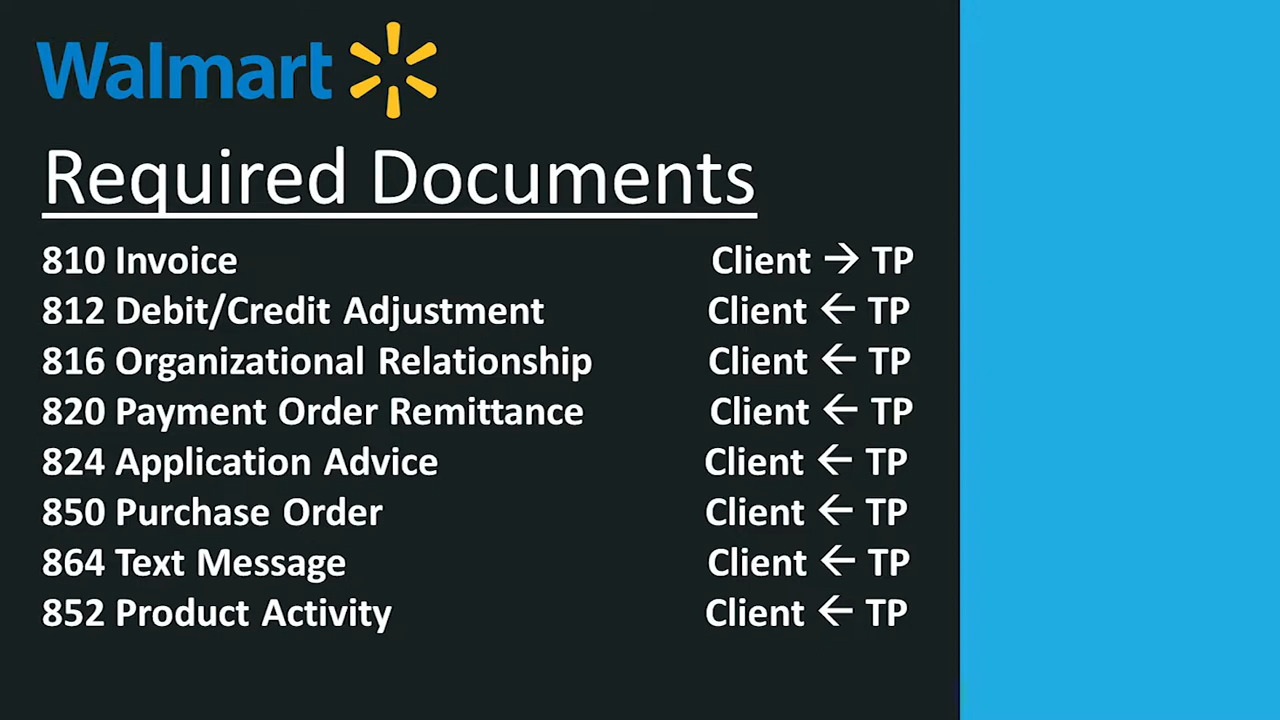 Walmart
Required Documents
810 Invoice Client → TP
812 Debit/Credit Adjustment Client ← TP
816 Organizational Relationship Client ← TP
820 Payment Order Remittance Client ← TP
824 Application Advice Client ← TP
850 Purchase Order Client ← TP
864 Text Message Client ← TP
852 Product Activity Client ← TP